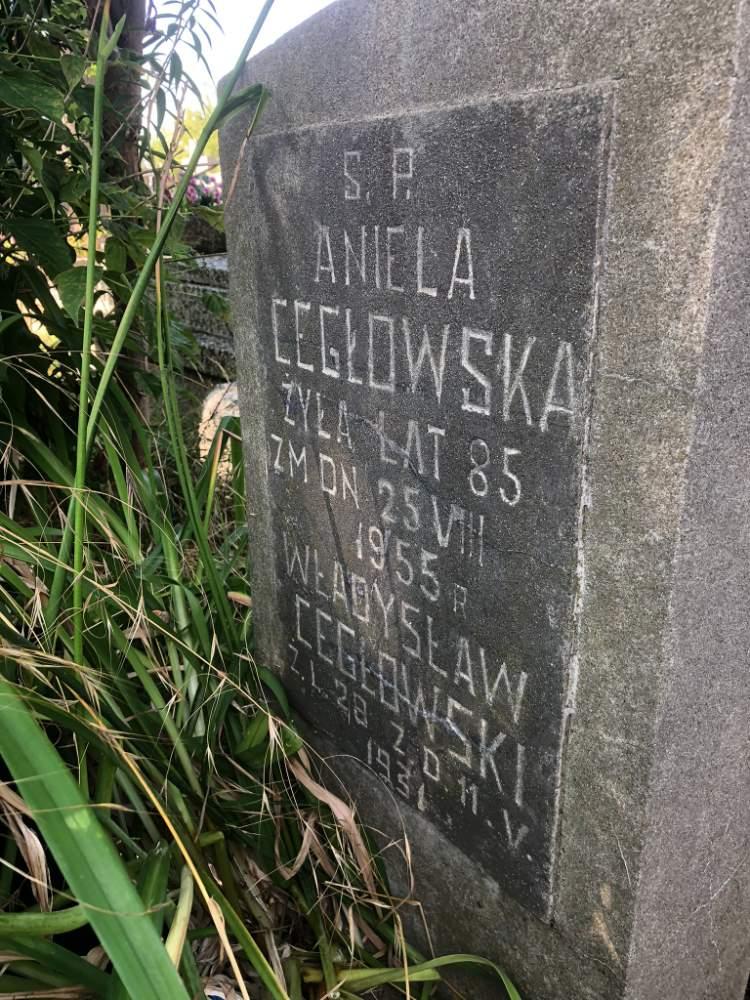 S. P.
ANIELA
CEGŁOWSKA
ŻYŁA LAT 85
ZM DN 25 VIII
1955 R
WŁADYSŁAW
CEGŁOWSKI
Ż. L. 28 Z. D. 11. V.
1931.